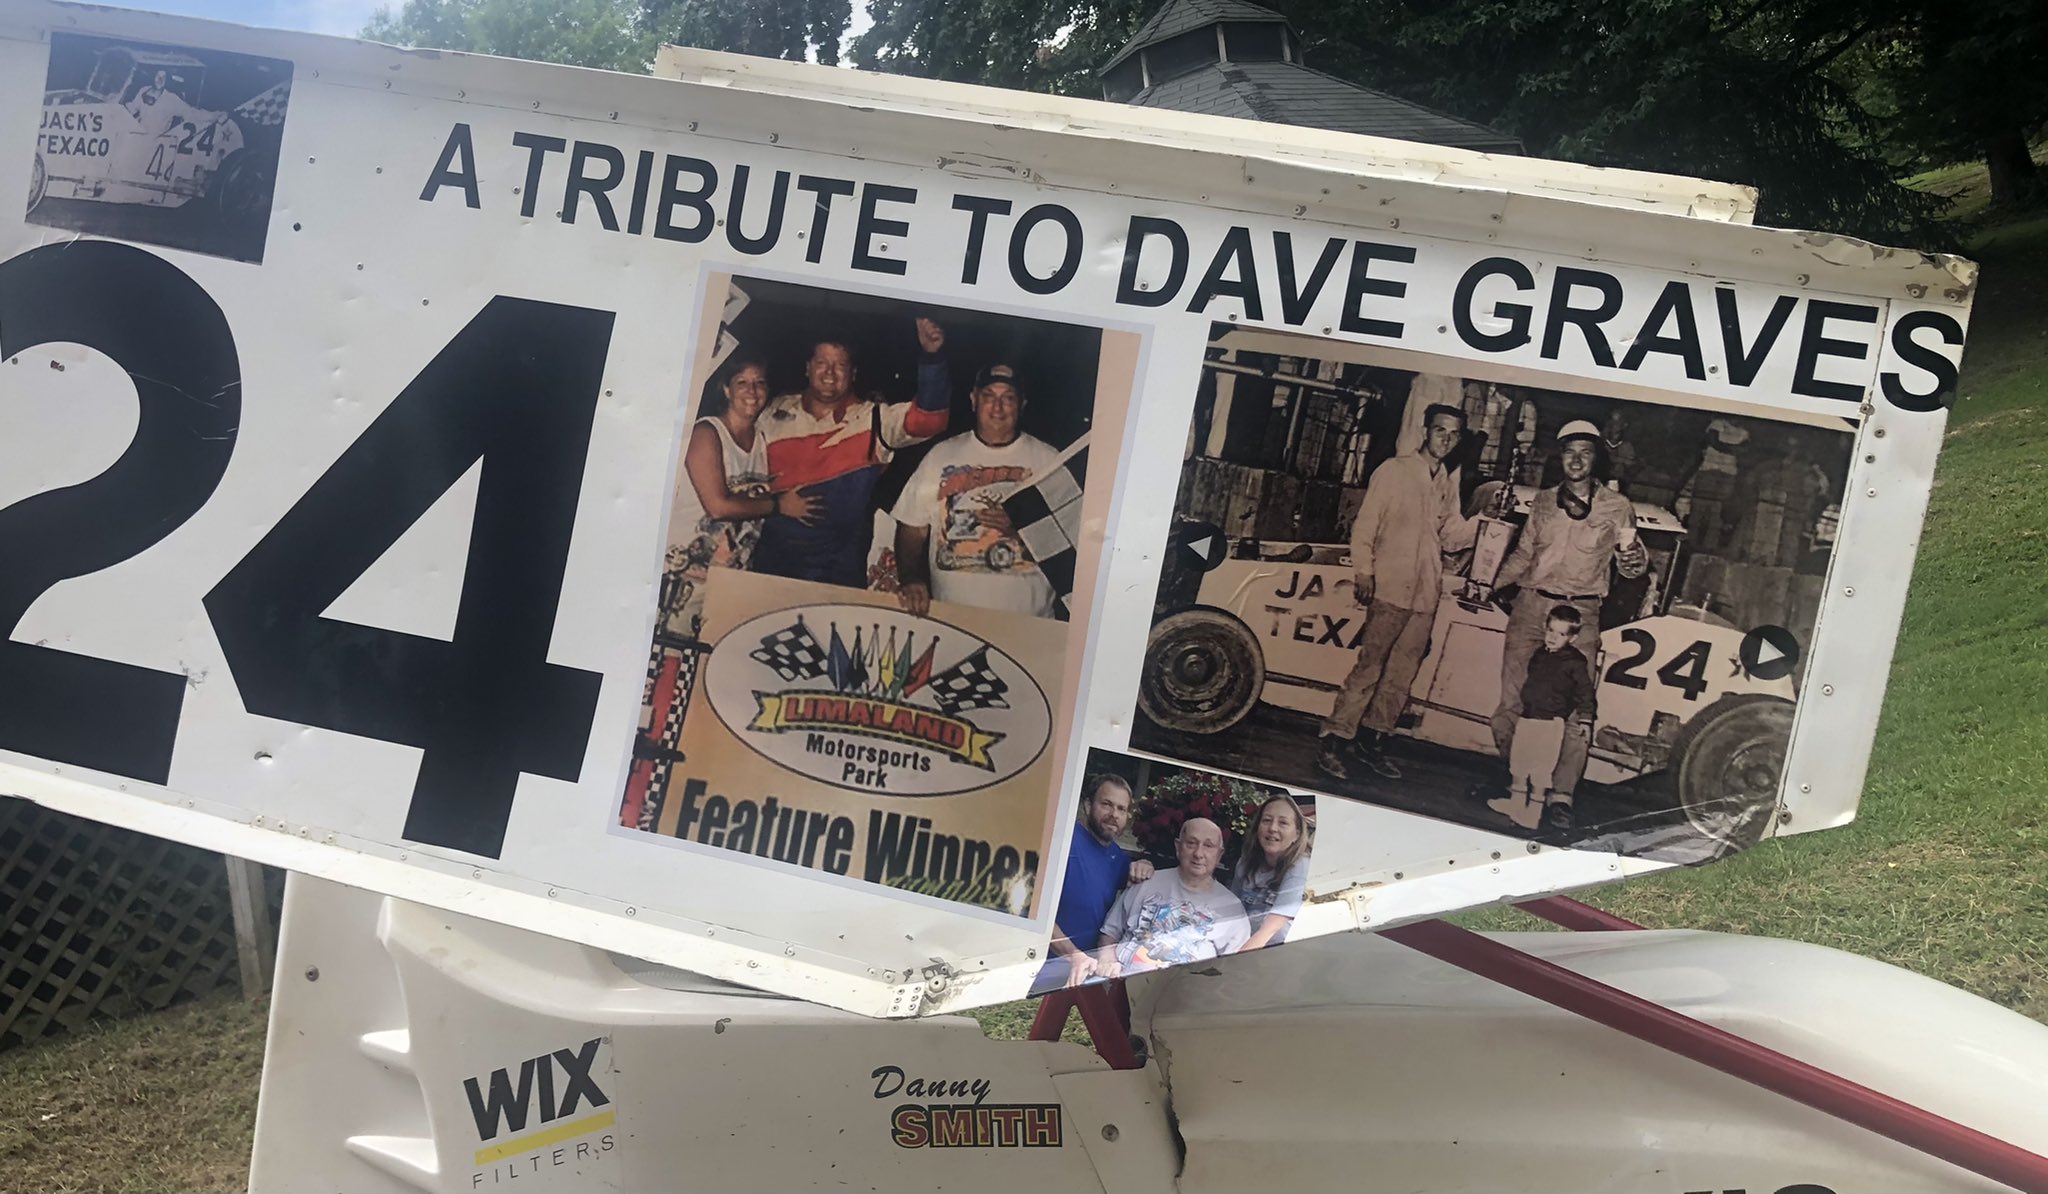 JACK'S
TEXACO
24
A TRIBUTE TO DAVE GRAVES
24
LIMALAND
Motorsports
Park
Feature Winner
JA
TEXA
24
WIX
FILTERS
Danny
SMITH